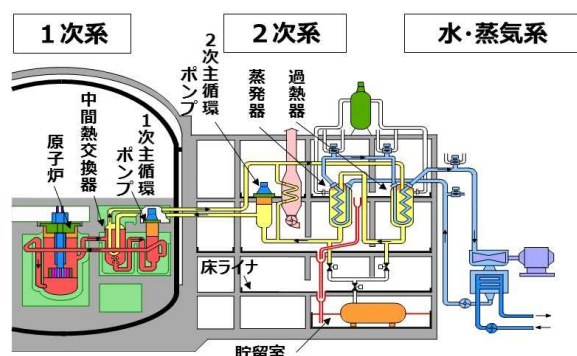 1次系
2次系
水・蒸気系
原子炉
中間熱交換器
1次主循環
ポンプ
2次主循環
ポンプ
蒸発器
過熱器
床ライナ
貯留室